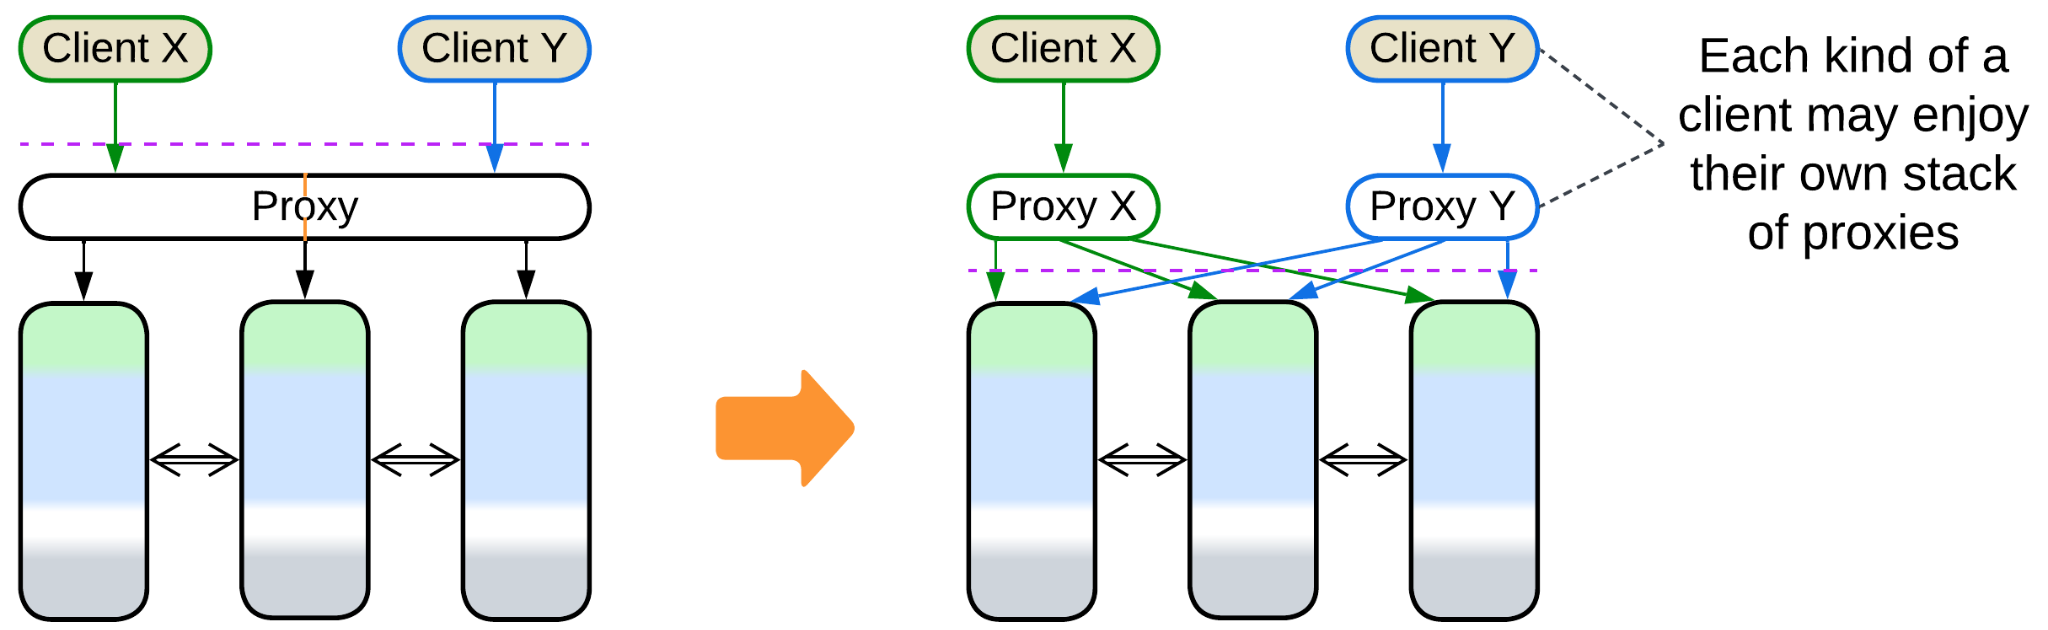 Client X
Client Y
Proxy
Client X
Client Y
Proxy X
Proxy Y
Each kind of a
client may enjoy
their own stack
of proxies